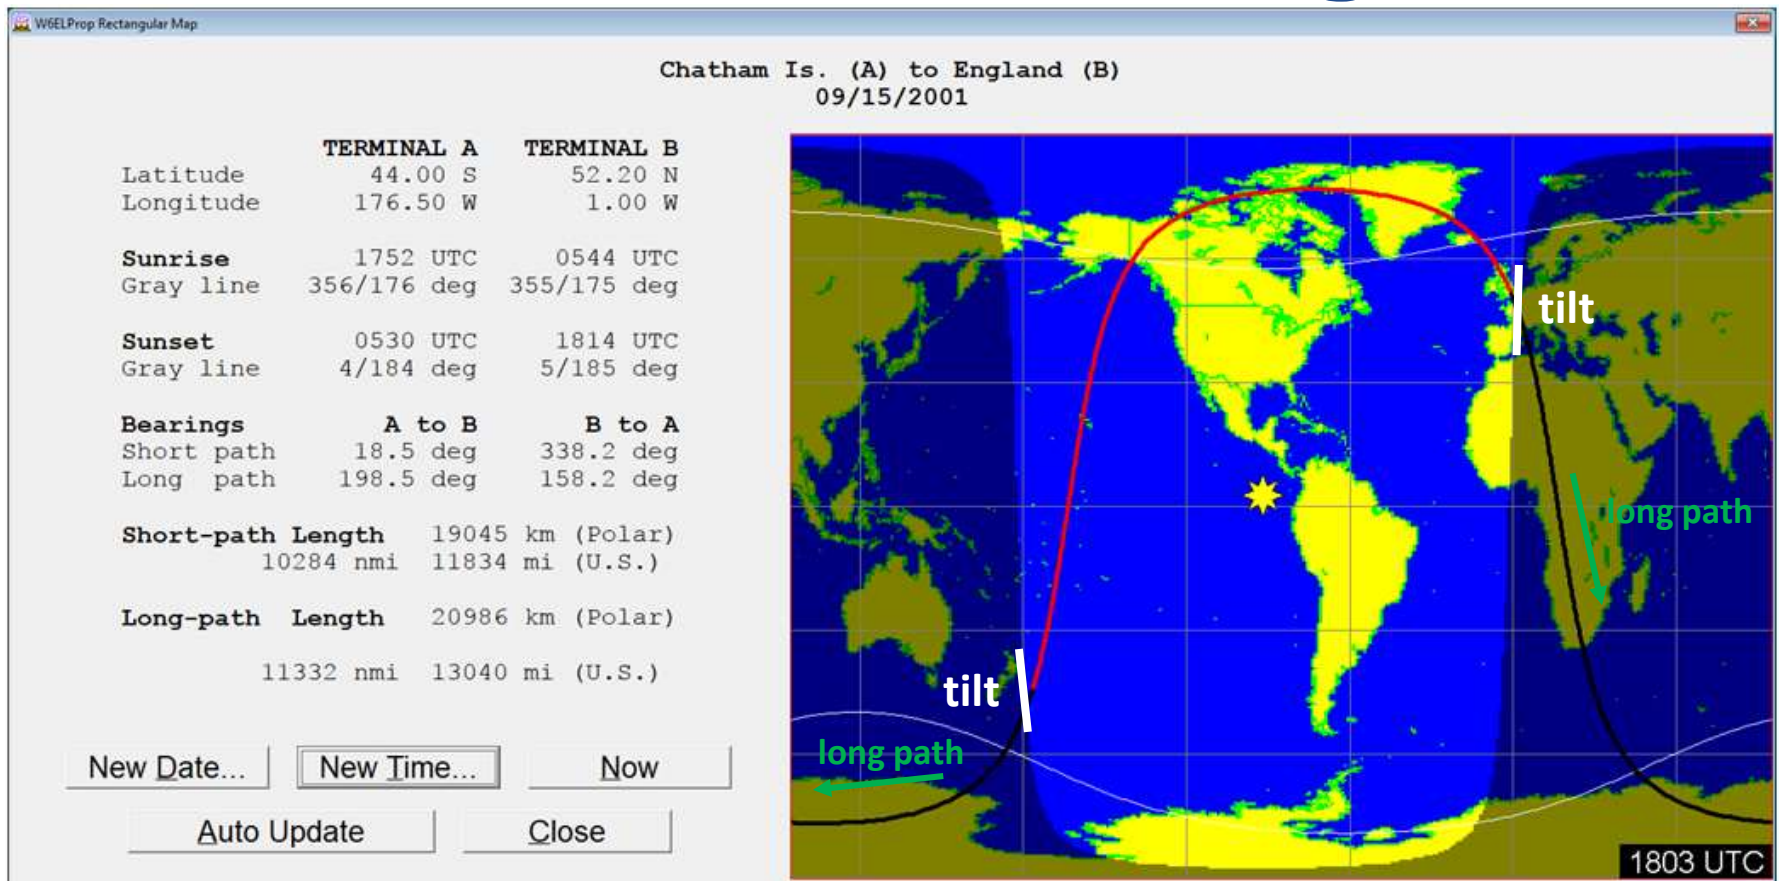 W6ELProp Rectangular Map
Chatham Is. (A) to England (B)
09/15/2001
TERMINAL A TERMINAL B
Latitude 44.00 S 52.20 N
Longitude 176.50 W 1.00 W
Sunrise 1752 UTC 0544 UTC
Gray line 356/176 deg 355/175 deg
Sunset 0530 UTC 1814 UTC
Gray line 4/184 deg 5/185 deg
Bearings A to B B to A
Short path 18.5 deg 338.2 deg
Long path 198.5 deg 158.2 deg
Short-path Length 19045 km (Polar)
10284 nmi 11834 mi (U.S.)
Long-path Length 20986 km (Polar)
11332 nmi 13040 mi (U.S.)
New Date... New Time... Now
Auto Update Close
tilt
long path
tilt
long path
1803 UTC